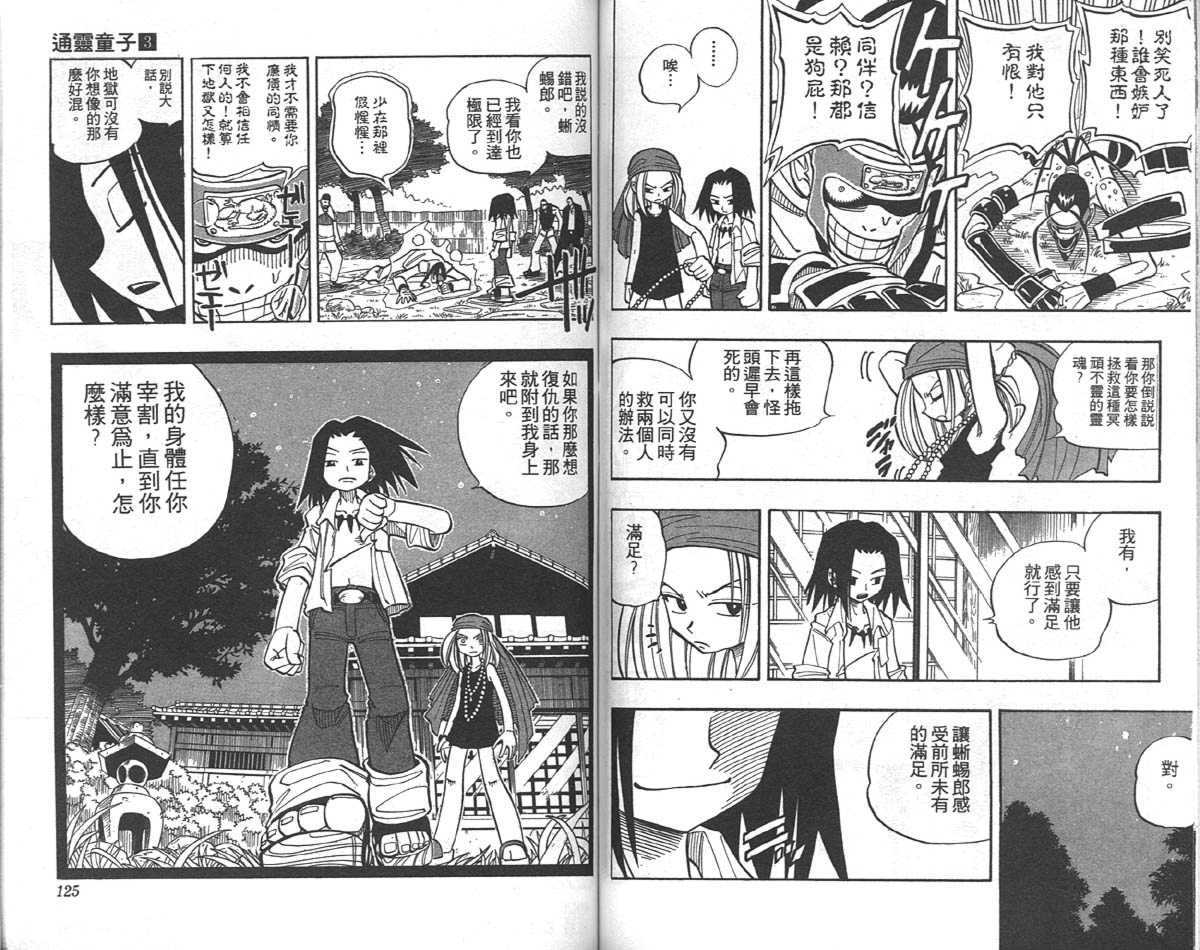 別笑死人了
！誰會嫉妒
那種東西！
我對他只
有恨！
同伴？信
賴？那都
是狗屁！
……
唉…
那你倒說說
看你要怎樣
拯救這種冥
頑不靈的靈
魂？
再這樣拖
下去，怪
頭遲早會
死的。
你又沒有
可以同時
救兩個人
的辦法。
我有，
只要讓他
感到滿足
就行了。
滿足？
對。
讓蜥蜴郎感
受前所未有
的滿足。
通靈童子3
我說的沒
錯吧，蜥
蜴郎。
我看你也
已經到達
極限了。
少在那裡
假惺惺…
ゼエ
ゼエ
我才不需要你
廉價的同情。
我不會相信任
何人的！就算
下地獄又怎樣！
別說大
話。
地獄可沒有
你想像的那
麼好混。
如果你那麼想
復仇的話，那
就附到我身上
來吧。
我的身體任你
宰割，直到你
滿意為止，怎
麼樣？
125